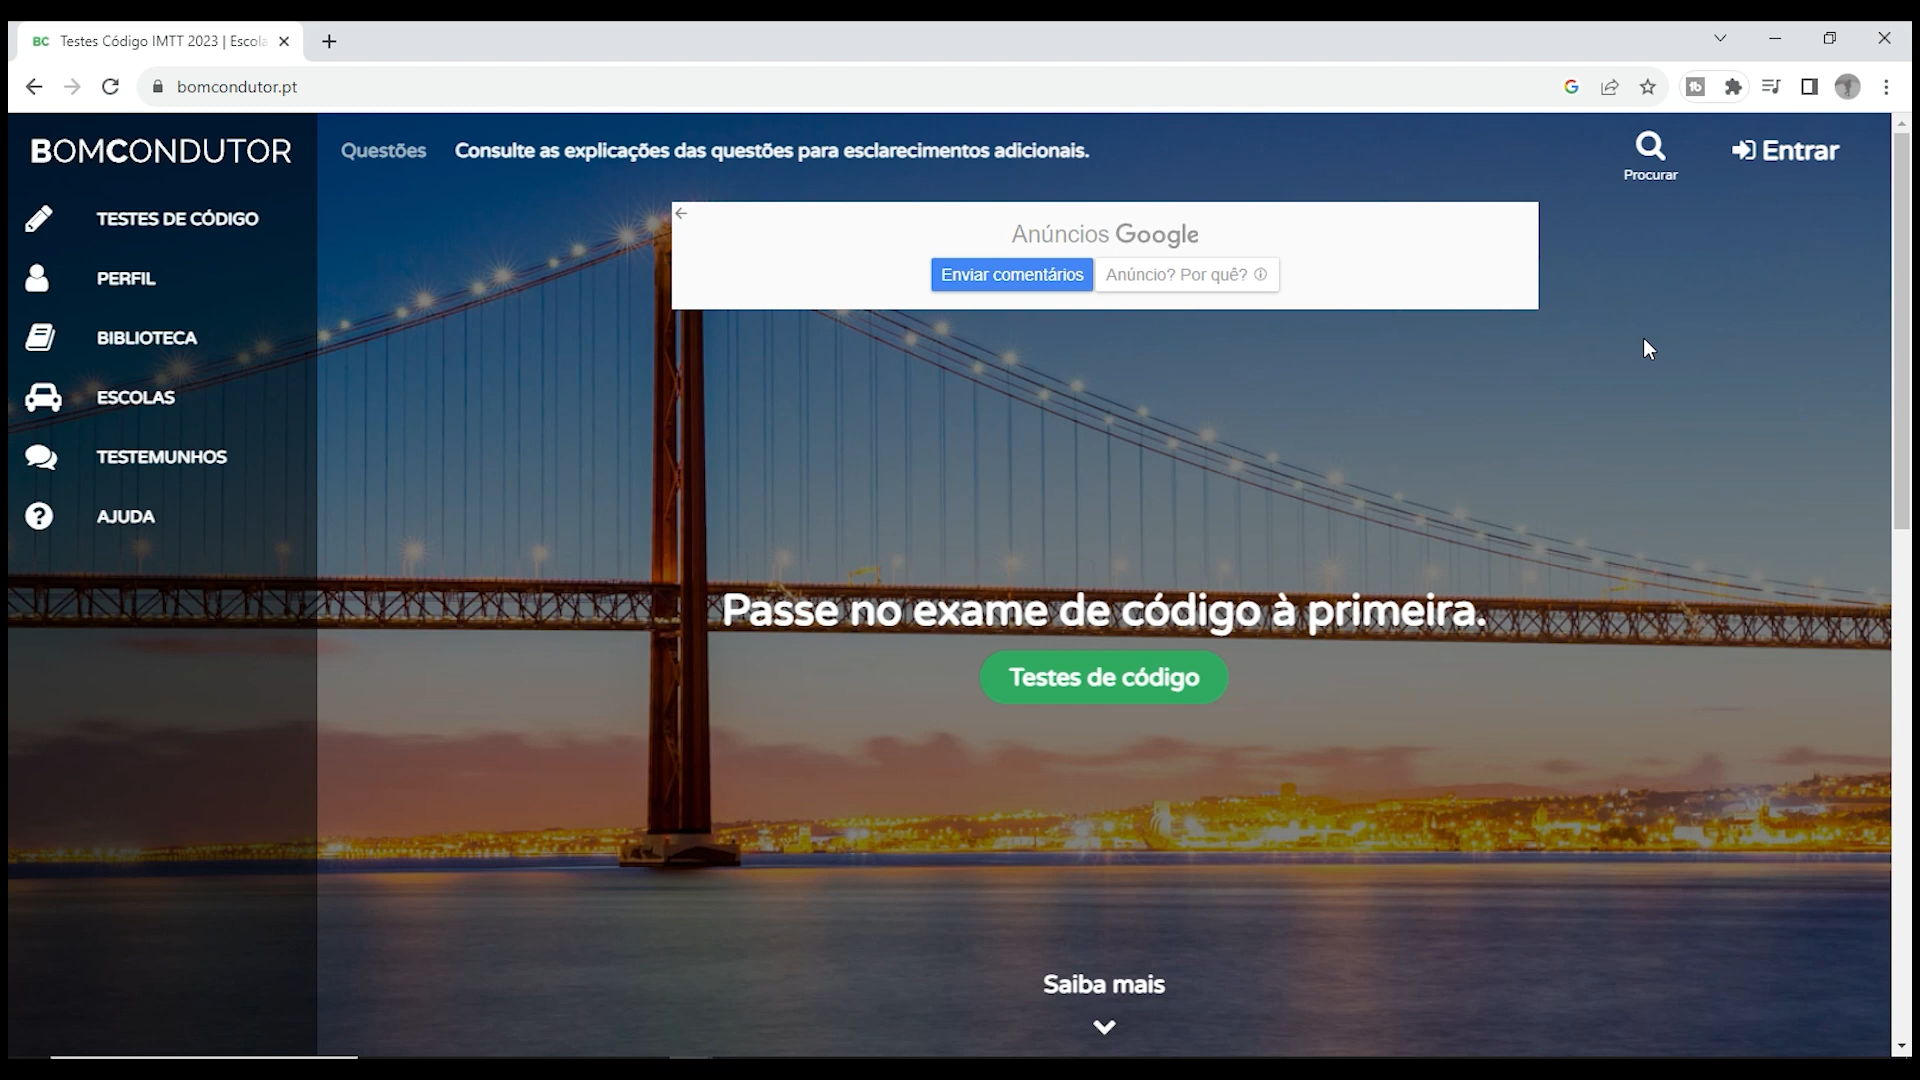 BC Testes Código IMTT 2023 | Escola
bomcondutor.pt
BOMCONDUTOR
Questões Consulte as explicações das questões para esclarecimentos adicionais.
Procurar
Entrar
TESTES DE CÓDIGO
PERFIL
BIBLIOTECA
ESCOLAS
TESTEMUNHOS
AJUDA
Anúncios Google
Enviar comentários Anúncio? Por quê?
Passe no exame de código à primeira.
Testes de código
Saiba mais